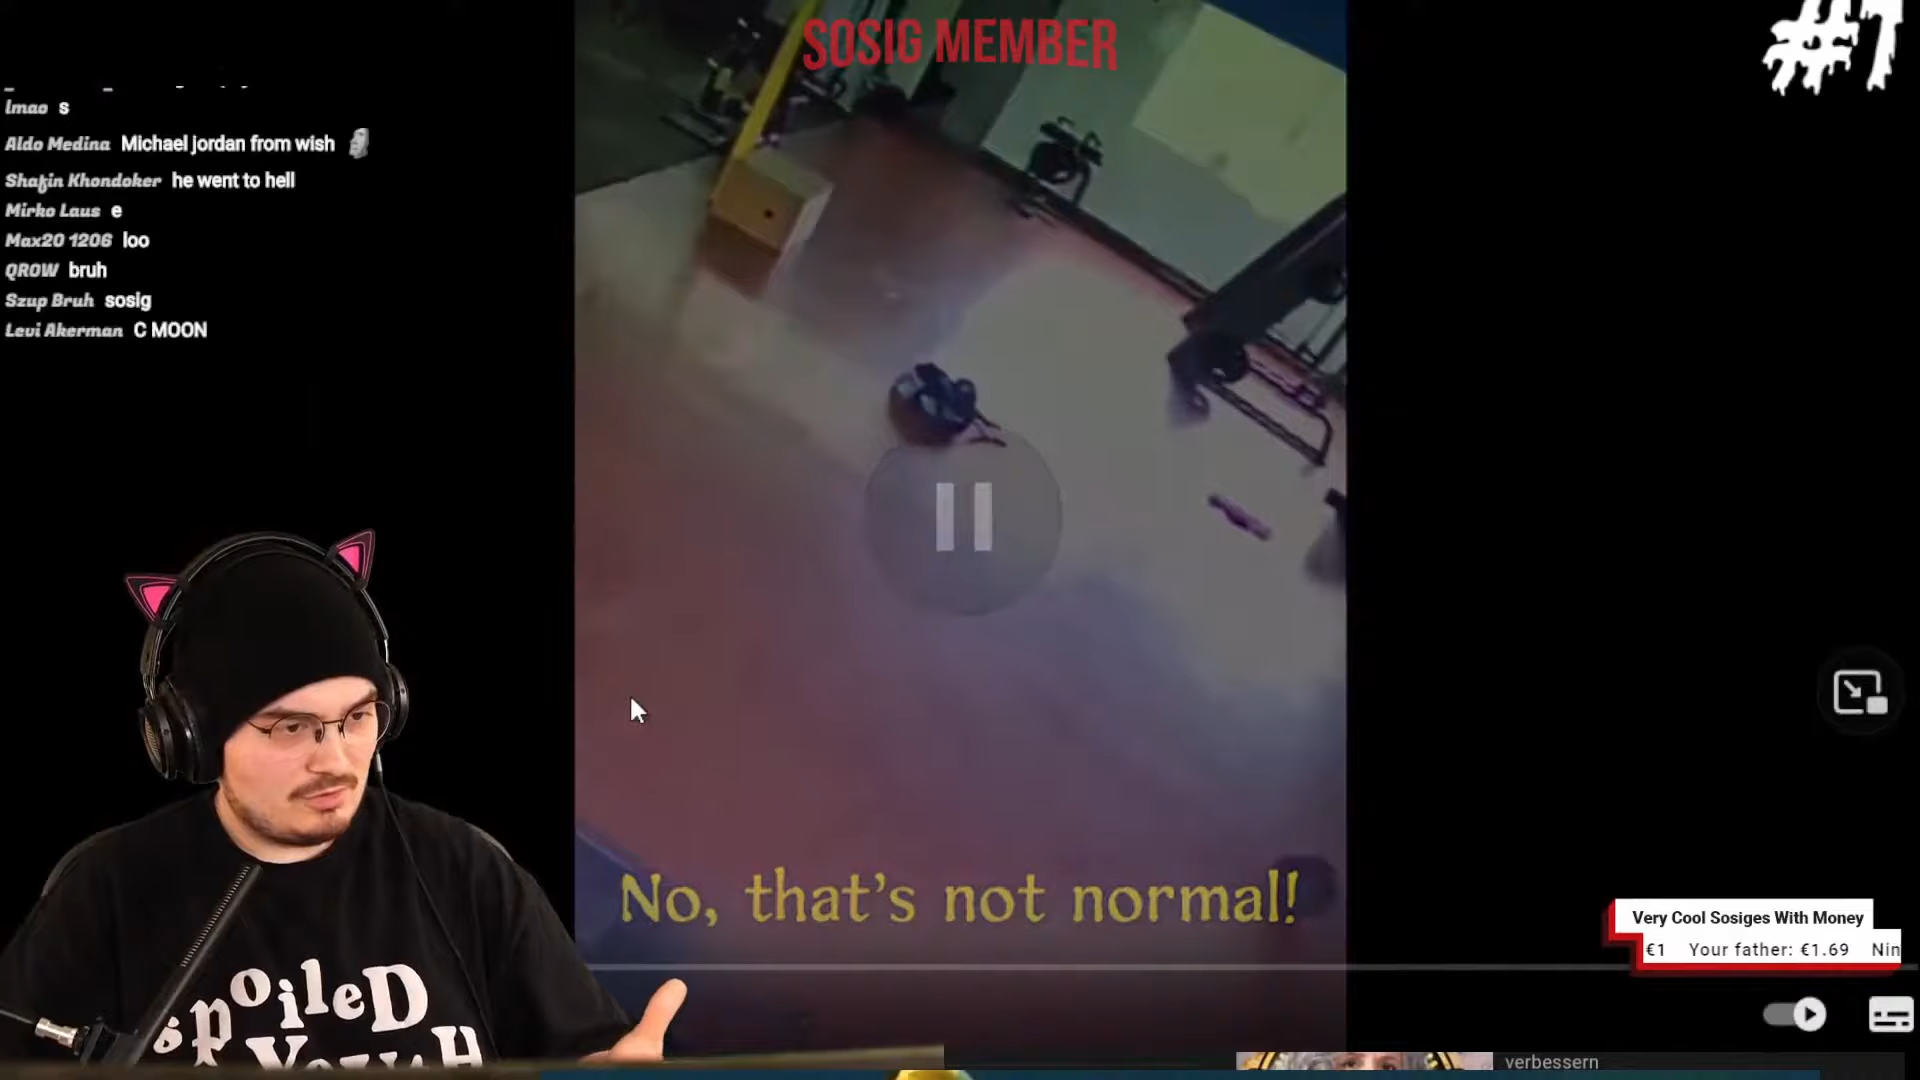 SOSIG MEMBER
#1
lmao s
Aldo Medina Michael jordan from wish
Shafin Khondoker he went to hell
Mirko Laus e
Max20 1206 loo
QROW bruh
Szup Bruh sosig
Levi Akerman C MOON
No, that's not normal!
Very Cool Sosiges With Money
€1 Your father: €1.69 Nin
spoileD
YouTH
verbessern